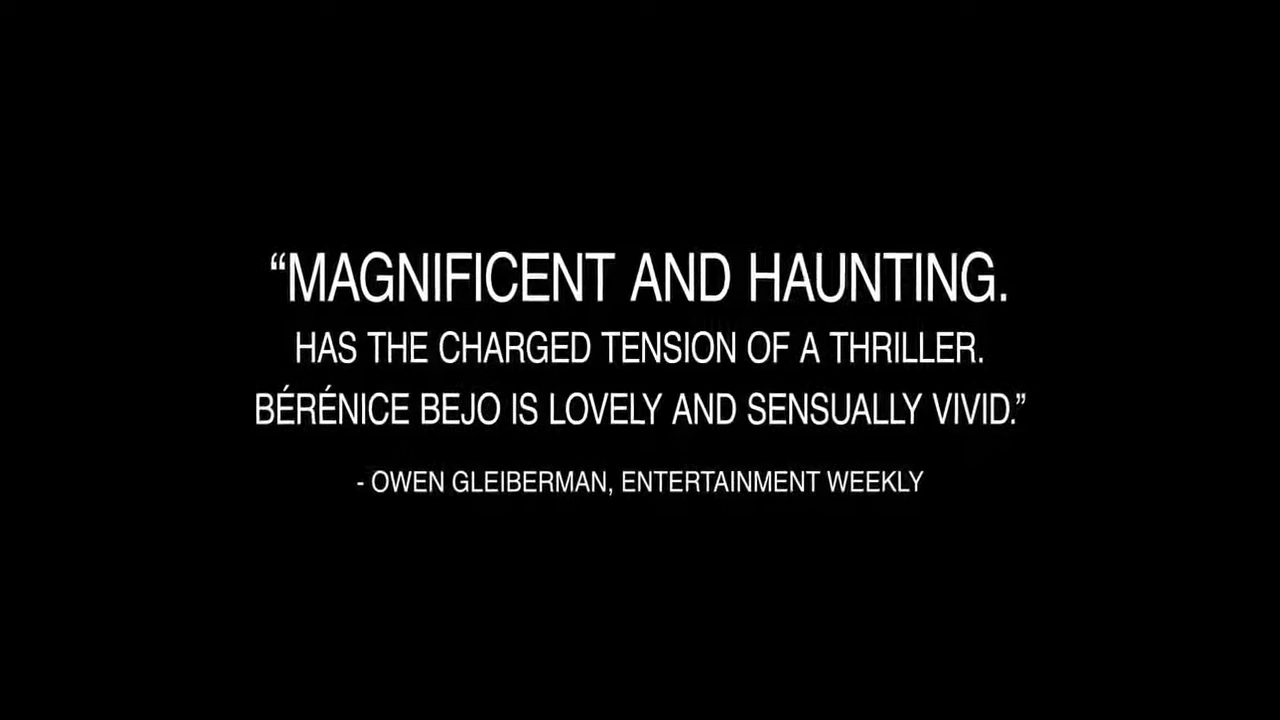 “MAGNIFICENT AND HAUNTING.
HAS THE CHARGED TENSION OF A THRILLER.
BÉRÉNICE BEJO IS LOVELY AND SENSUALLY VIVID.”
- OWEN GLEIBERMAN, ENTERTAINMENT WEEKLY